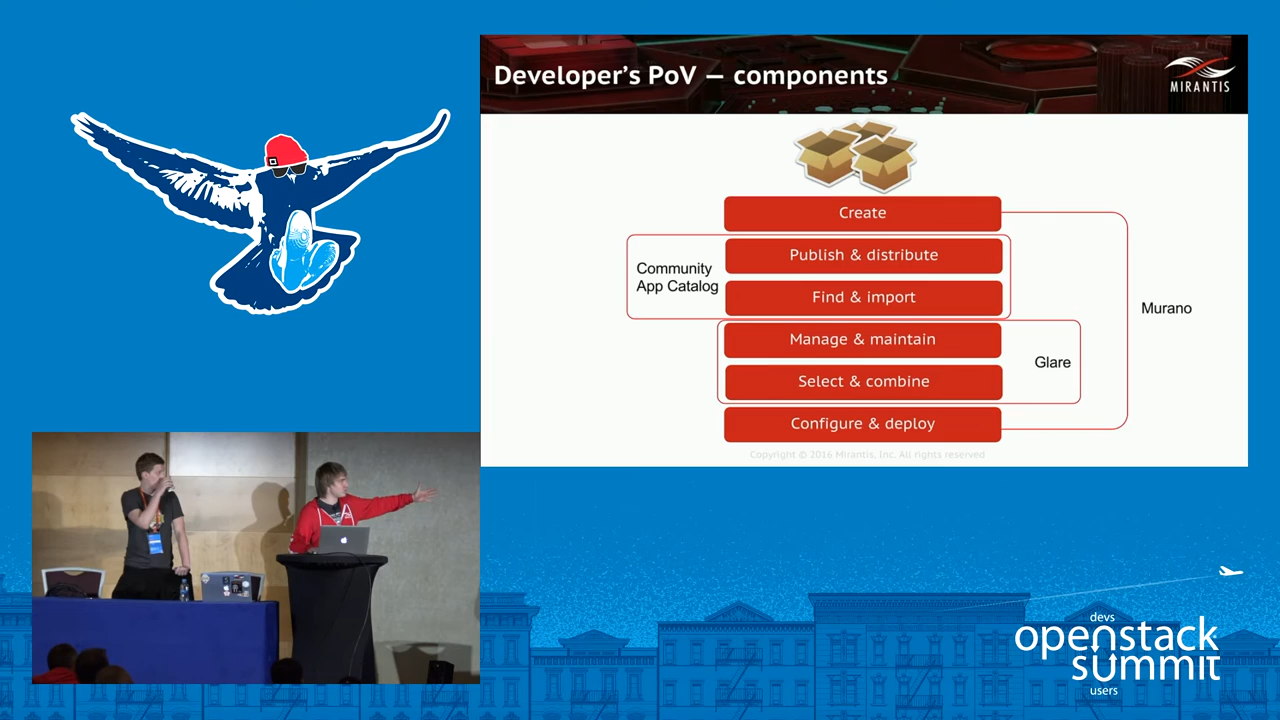 Developer's PoV — components
MIRANTIS
Create
Publish & distribute
Community
App Catalog
Find & import
Murano
Manage & maintain
Glare
Select & combine
Configure & deploy
Copyright © 2016 Mirantis, Inc. All rights reserved
devs
openstack
summit
users